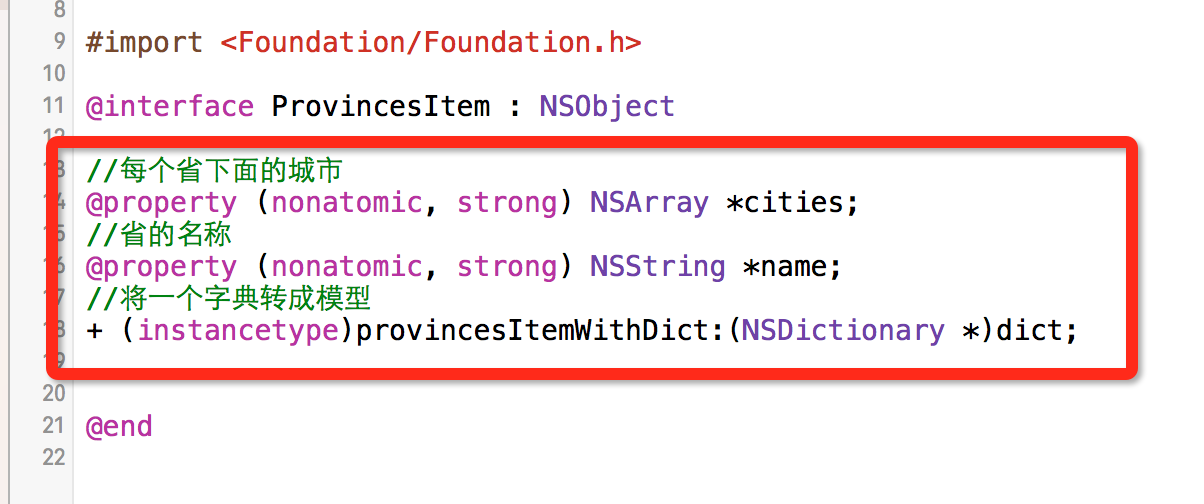 8
9 #import <Foundation/Foundation.h>
10
11 @interface ProvincesItem : NSObject
12
13 //每个省下面的城市
14 @property (nonatomic, strong) NSArray *cities;
15 //省的名称
16 @property (nonatomic, strong) NSString *name;
17 //将一个字典转成模型
18 + (instancetype)provincesItemWithDict:(NSDictionary *)dict;
19
20
21 @end
22